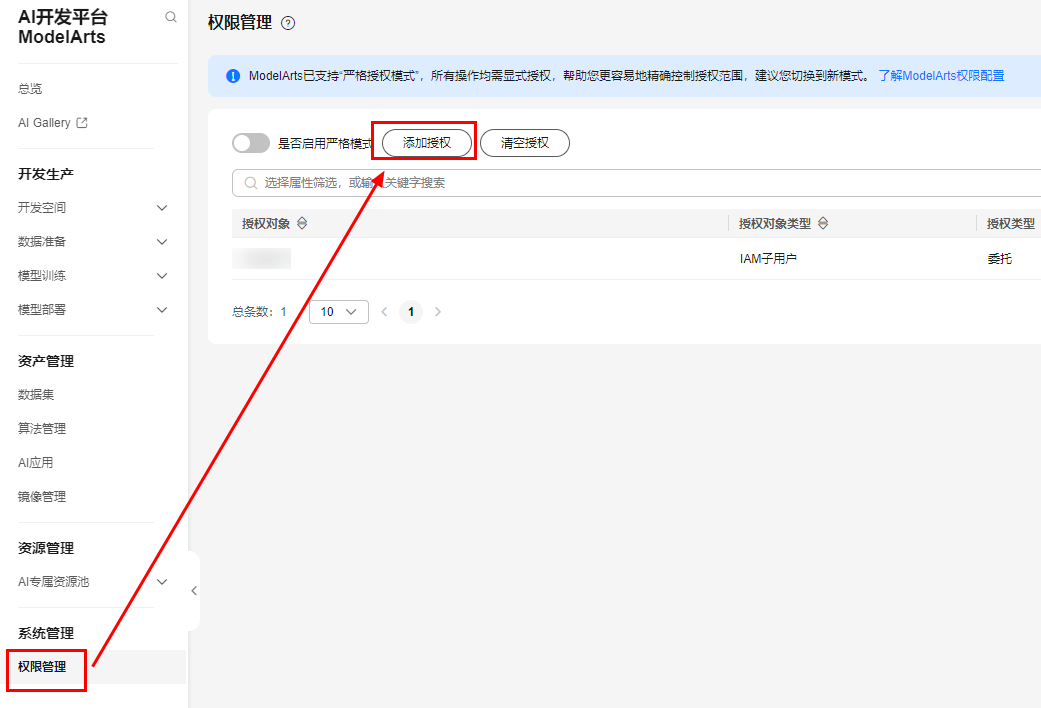 AI开发平台
ModelArts
总览
AI Gallery
开发生产
开发空间
数据准备
模型训练
模型部署
资产管理
数据集
算法管理
AI应用
镜像管理
资源管理
AI专属资源池
系统管理
权限管理
权限管理
ModelArts已支持“严格授权模式”，所有操作均需显式授权，帮助您更容易地精确控制授权范围，建议您切换到新模式。 了解ModelArts权限配置
是否启用严格模式 添加授权 清空授权
选择属性筛选，或输入关键字搜索
授权对象 授权对象类型 授权类型
IAM子用户 委托
总条数：1 10 1